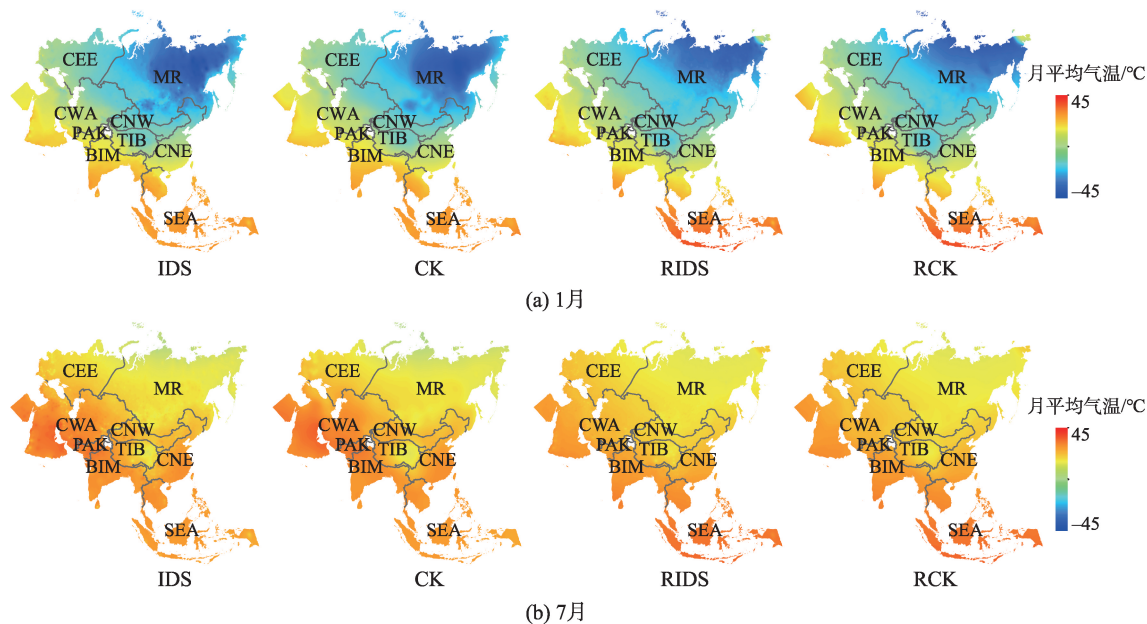 CEE
MR
CWA
CNW
PAK
TIB
BIM
CNE
SEA
IDS
CEE
MR
CWA
CNW
PAK
TIB
BIM
CNE
SEA
CK
CEE
MR
CWA
CNW
PAK
TIB
BIM
CNE
SEA
RIDS
CEE
MR
CWA
CNW
PAK
TIB
BIM
CNE
SEA
RCK
月平均气温/°C
45
–45
(a) 1月
CEE
MR
CWA
CNW
PAK
TIB
BIM
CNE
SEA
IDS
CEE
MR
CWA
CNW
PAK
TIB
BIM
CNE
SEA
CK
CEE
MR
CWA
CNW
PAK
TIB
BIM
CNE
SEA
RIDS
CEE
MR
CWA
CNW
PAK
TIB
BIM
CNE
SEA
RCK
月平均气温/°C
45
–45
(b) 7月